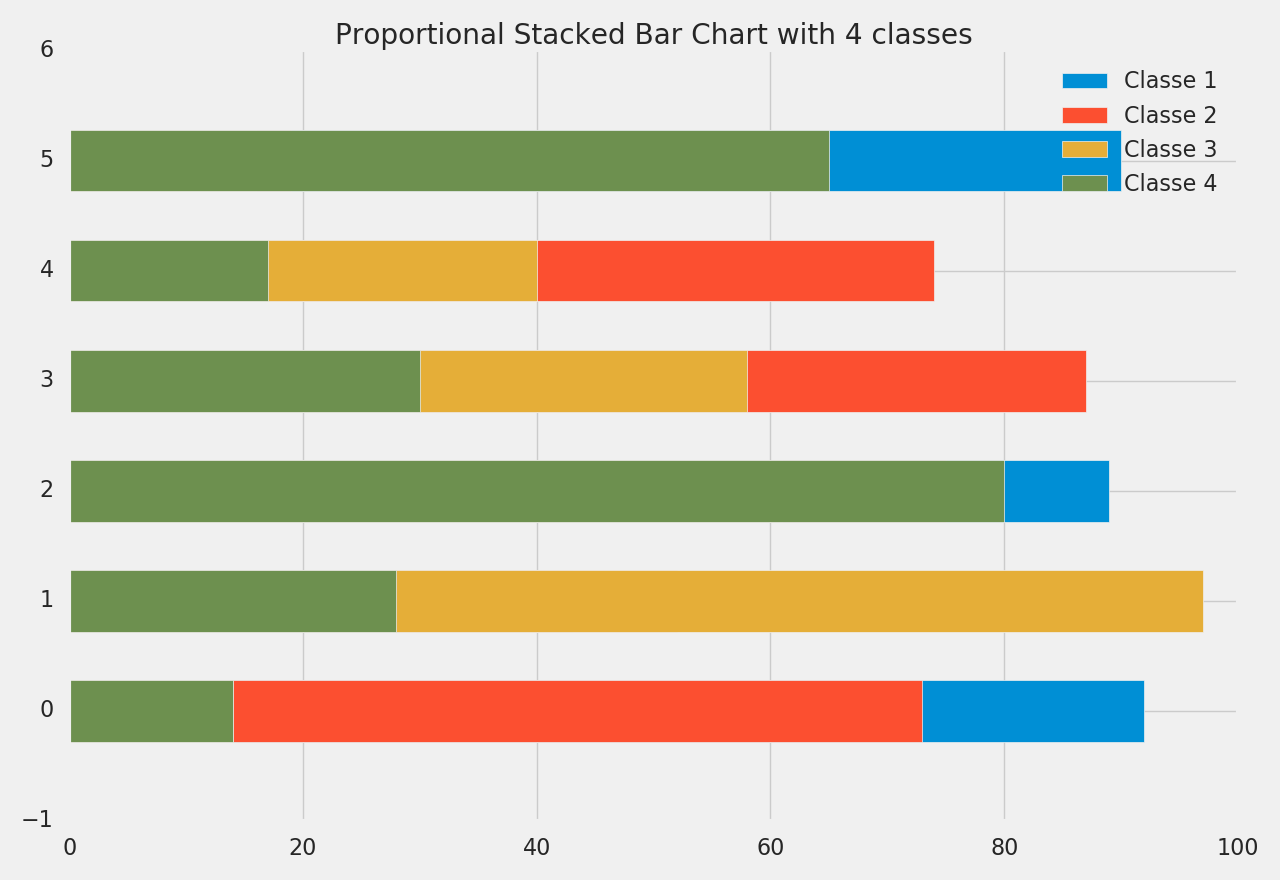 Proportional Stacked Bar Chart with 4 classes
6
Classe 1
Classe 2
5
Classe 3
Classe 4
4
3
2
1
0
−1
0 20 40 60 80 100